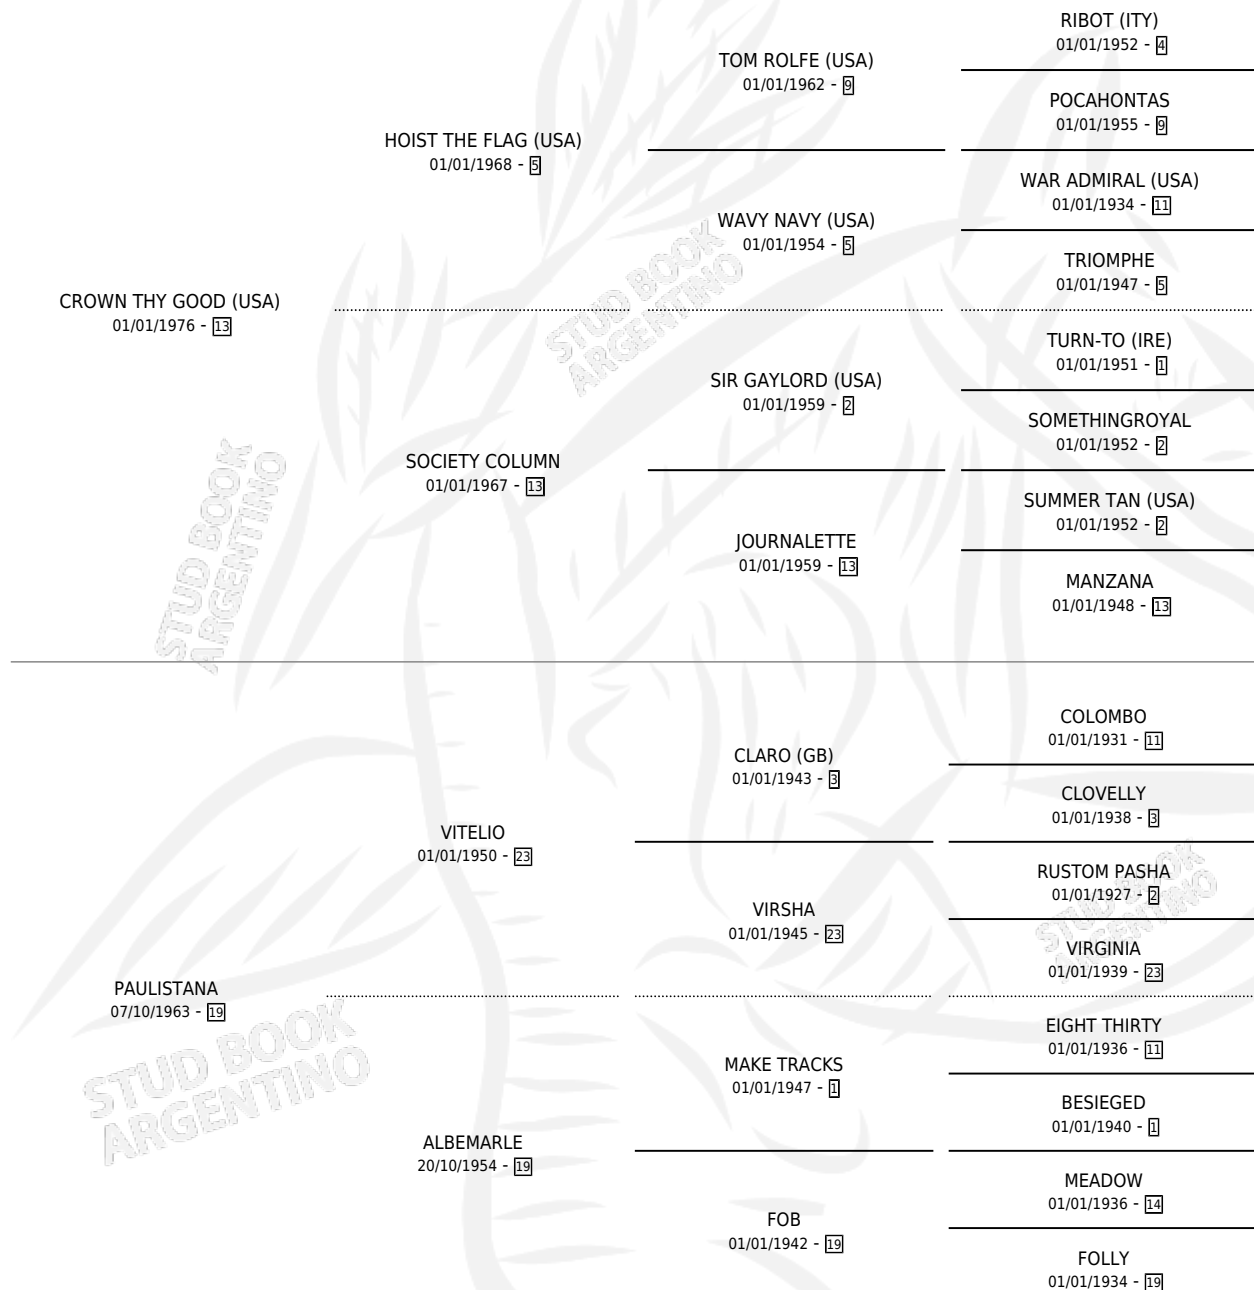 RIBOT (ITY)
01/01/1952 - 4
TOM ROLFE (USA)
01/01/1962 - 9
POCAHONTAS
01/01/1955 - 9
HOIST THE FLAG (USA)
01/01/1968 - 5
WAR ADMIRAL (USA)
01/01/1934 - 11
WAVY NAVY (USA)
01/01/1954 - 5
TRIOMPHE
01/01/1947 - 5
CROWN THY GOOD (USA)
01/01/1976 - 13
TURN-TO (IRE)
01/01/1951 - 1
SIR GAYLORD (USA)
01/01/1959 - 2
SOMETHINGROYAL
01/01/1952 - 2
SOCIETY COLUMN
01/01/1967 - 13
SUMMER TAN (USA)
01/01/1952 - 2
JOURNALETTE
01/01/1959 - 13
MANZANA
01/01/1948 - 13
COLOMBO
01/01/1931 - 11
CLARO (GB)
01/01/1943 - 3
CLOVELLY
01/01/1938 - 3
VITELIO
01/01/1950 - 23
RUSTOM PASHA
01/01/1927 - 2
VIRSHA
01/01/1945 - 23
VIRGINIA
01/01/1939 - 23
PAULISTANA
07/10/1963 - 19
EIGHT THIRTY
01/01/1936 - 11
MAKE TRACKS
01/01/1947 - 1
BESIEGED
01/01/1940 - 1
ALBEMARLE
20/10/1954 - 19
MEADOW
01/01/1936 - 14
FOB
01/01/1942 - 19
FOLLY
01/01/1934 - 19
STUD BOOK
ARGENTINO
STUD BOOK
ARGENTINO
STUD BOOK
ARGENTINO
STUD BOOK
ARGENTINO